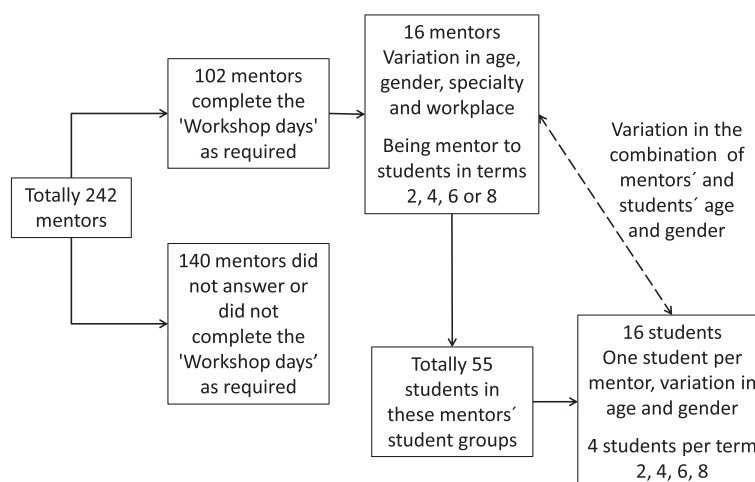 Totally 242
mentors
102 mentors
complete the
'Workshop days'
as required
140 mentors did
not answer or
did not
complete the
'Workshop days’
as required
16 mentors
Variation in age,
gender, specialty
and workplace
Being mentor to
students in terms
2, 4, 6 or 8
Totally 55
students in
these mentors´
student groups
Variation in the
combination of
mentors´ and
students´ age
and gender
16 students
One student per
mentor, variation in
age and gender
4 students per term
2, 4, 6, 8